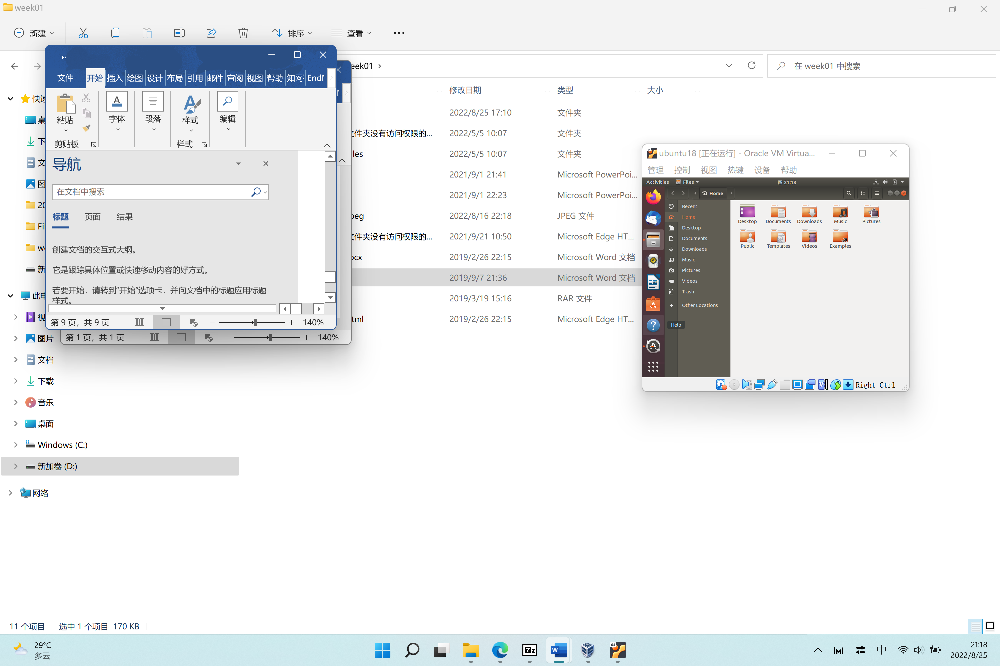 week01
新建
排序
查看
eek01
在 week01 中搜索
文件
开始
插入
绘图
设计
布局
引用
邮件
审阅
视图
帮助
知网
EndN
粘贴
字体
段落
样式
编辑
剪贴板
样式
导航
在文档中搜索
标题
页面
结果
创建文档的交互式大纲。
它是跟踪具体位置或快速移动内容的好方式。
若要开始，请转到“开始”选项卡，并向文档中的标题应用标题
样式。
第 9 页，共 9 页
140%
第 1 页，共 1 页
140%
快速
桌
下
文
图
20
Fil
we
新
此电
视
图片
文档
下载
音乐
桌面
Windows (C:)
新加卷 (D:)
网络
修改日期
类型
大小
2022/8/25 17:10
文件夹
文件夹没有访问权限的...
2022/5/5 10:07
文件夹
iles
2022/5/5 10:07
文件夹
2021/9/1 21:41
Microsoft PowerPoi...
2021/9/1 22:23
Microsoft PowerPoi...
peg
2022/8/16 22:18
JPEG 文件
文件夹没有访问权限的...
2021/9/21 10:50
Microsoft Edge HT...
ocx
2019/2/26 22:15
Microsoft Word 文档
2019/9/7 21:36
Microsoft Word 文档
2019/3/19 15:16
RAR 文件
tml
2019/2/26 22:15
Microsoft Edge HT...
64
ubuntu18 [正在运行] - Oracle VM Virtua...
管理
控制
视图
热键
设备
帮助
Activities
Files
四 21:18
Home
Recent
Home
Desktop
Documents
Downloads
Music
Pictures
Videos
Trash
Other Locations
Help
Desktop
Documents
Downloads
Music
Pictures
Public
Templates
Videos
Examples
Right Ctrl
11 个项目
选中 1 个项目
170 KB
29°C
多云
7z
W
64
中
21:18
2022/8/25